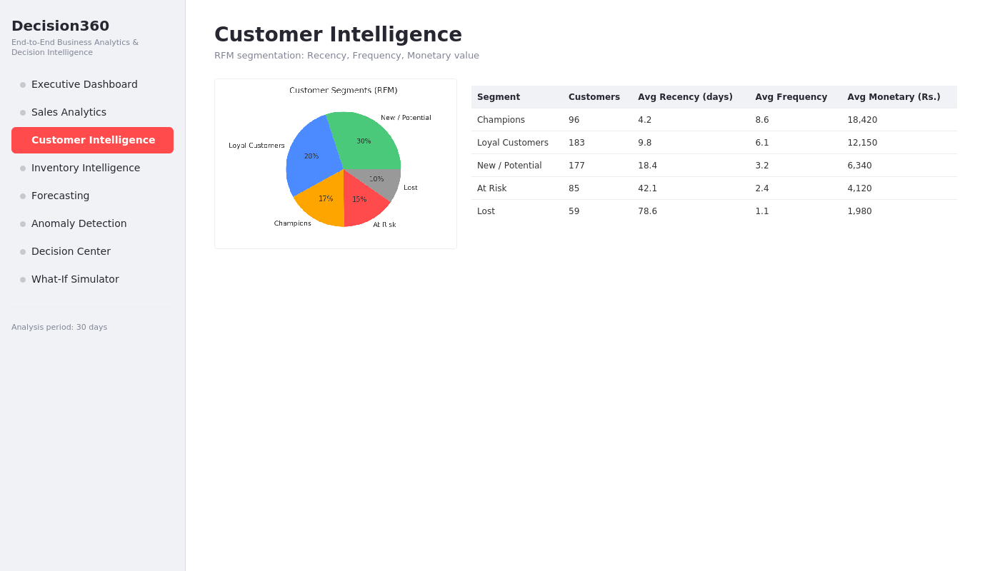 Decision360
End-to-End Business Analytics &
Decision Intelligence
Executive Dashboard
Sales Analytics
Customer Intelligence
Inventory Intelligence
Forecasting
Anomaly Detection
Decision Center
What-If Simulator
Analysis period: 30 days
Customer Intelligence
RFM segmentation: Recency, Frequency, Monetary value
Customer Segments (RFM)
New / Potential
30%
Loyal Customers
28%
10%
Lost
17%
15%
Champions
At Risk
Segment Customers Avg Recency (days) Avg Frequency Avg Monetary (Rs.)
Champions 96 4.2 8.6 18,420
Loyal Customers 183 9.8 6.1 12,150
New / Potential 177 18.4 3.2 6,340
At Risk 85 42.1 2.4 4,120
Lost 59 78.6 1.1 1,980